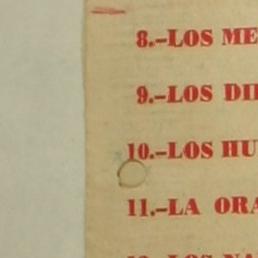 8.–LOS ME
9.–LOS DI
10.–LOS HU
11.–LA ORA